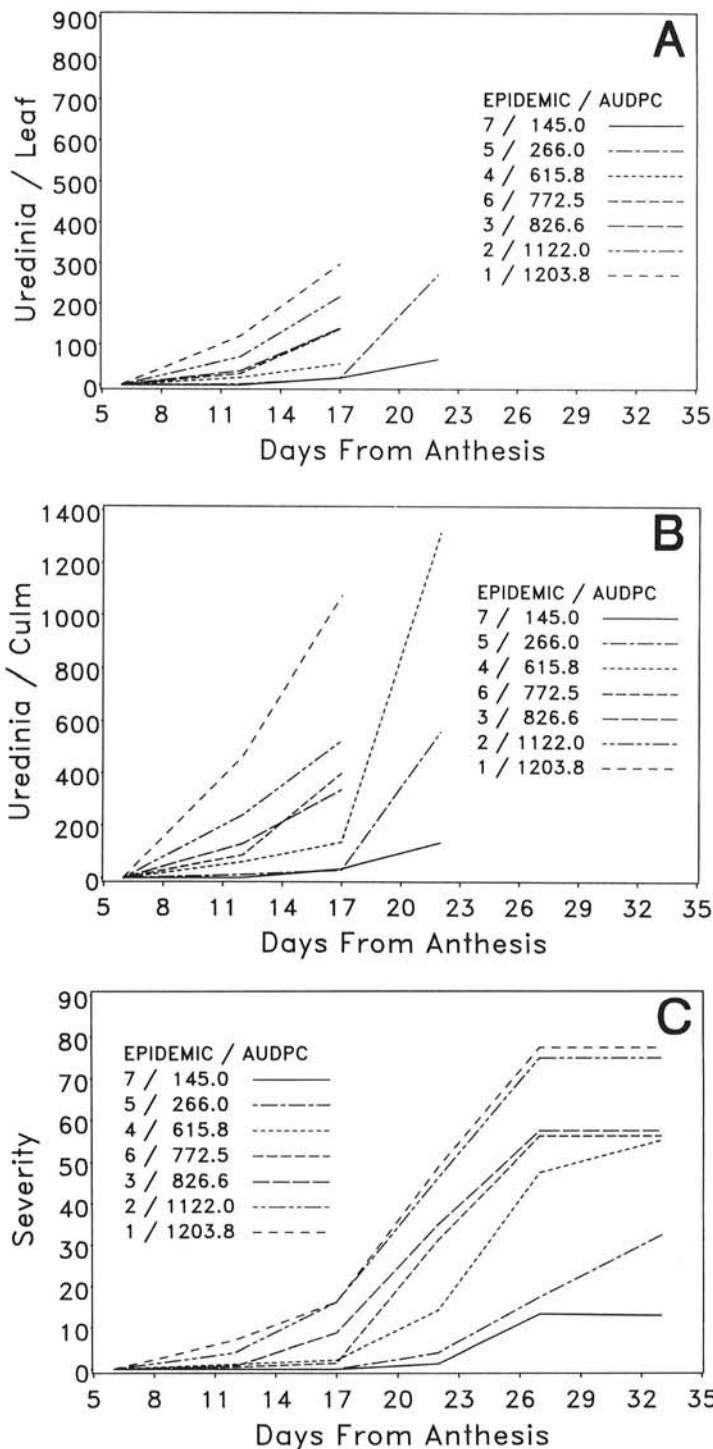 A
900
800
700
600
500
400
300
200
100
0
Uredinia / Leaf
EPIDEMIC / AUDPC
7 / 145.0
5 / 266.0
4 / 615.8
6 / 772.5
3 / 826.6
2 / 1122.0
1 / 1203.8
5 8 11 14 17 20 23 26 29 32 35
Days From Anthesis
B
1400
1200
1000
800
600
400
200
0
Uredinia / Culm
EPIDEMIC / AUDPC
7 / 145.0
5 / 266.0
4 / 615.8
6 / 772.5
3 / 826.6
2 / 1122.0
1 / 1203.8
5 8 11 14 17 20 23 26 29 32 35
Days From Anthesis
C
90
80
70
60
50
40
30
20
10
0
Severity
EPIDEMIC / AUDPC
7 / 145.0
5 / 266.0
4 / 615.8
6 / 772.5
3 / 826.6
2 / 1122.0
1 / 1203.8
5 8 11 14 17 20 23 26 29 32 35
Days From Anthesis